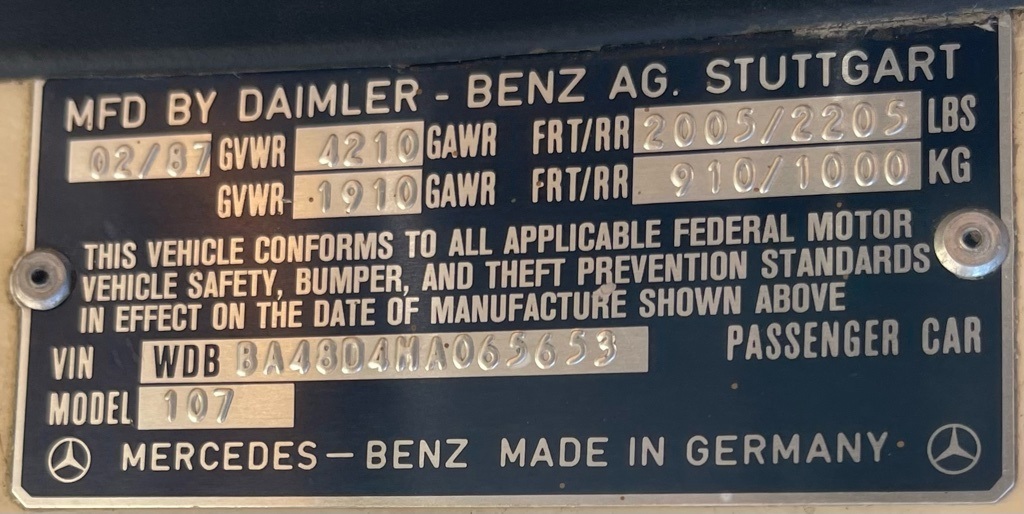 MFD BY DAIMLER - BENZ AG. STUTTGART
02/87 GVWR 4210 GAWR FRT/RR 2005/2205 LBS
GVWR 1910 GAWR FRT/RR 910/1000 KG
THIS VEHICLE CONFORMS TO ALL APPLICABLE FEDERAL MOTOR
VEHICLE SAFETY, BUMPER, AND THEFT PREVENTION STANDARDS
IN EFFECT ON THE DATE OF MANUFACTURE SHOWN ABOVE
VIN WDB BA48D4HA065653 PASSENGER CAR
MODEL 107
MERCEDES-BENZ MADE IN GERMANY